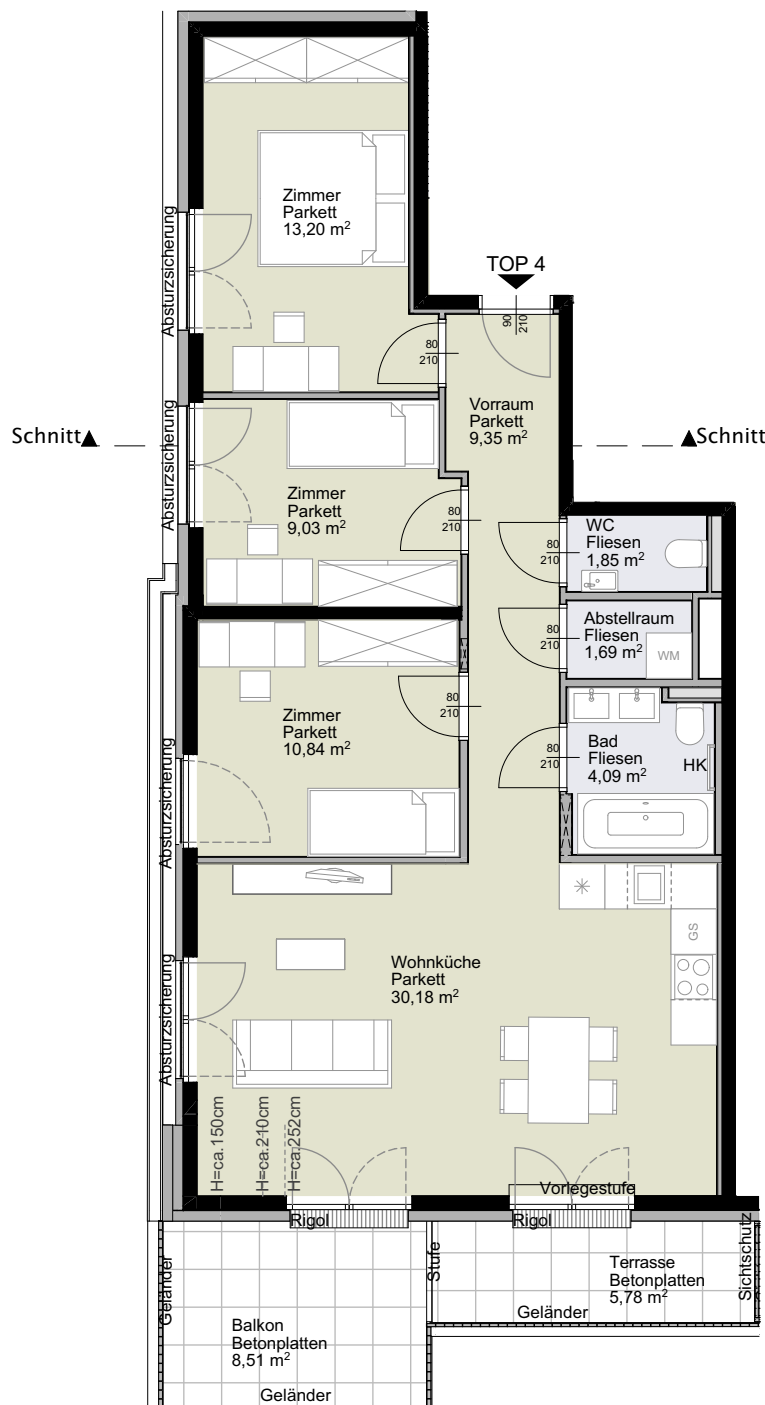 Zimmer
Parkett
13,20 m²
Absturzsicherung
TOP 4
90
210
80
210
Vorraum
Parkett
9,35 m²
Schnitt
Schnitt
Absturzsicherung
Zimmer
Parkett
9,03 m²
80
210
80
210
WC
Fliesen
1,85 m²
Abstellraum
Fliesen
1,69 m²
WM
80
210
Zimmer
Parkett
10,84 m²
80
210
80
210
Bad
Fliesen
4,09 m²
HK
Absturzsicherung
GS
Wohnküche
Parkett
30,18 m²
Absturzsicherung
H=ca.150cm
H=ca.210cm
H=ca.252cm
Vorlegestufe
Rigol
Rigol
Geländer
Stufe
Sichtschutz
Terrasse
Betonplatten
5,78 m²
Geländer
Balkon
Betonplatten
8,51 m²
Geländer